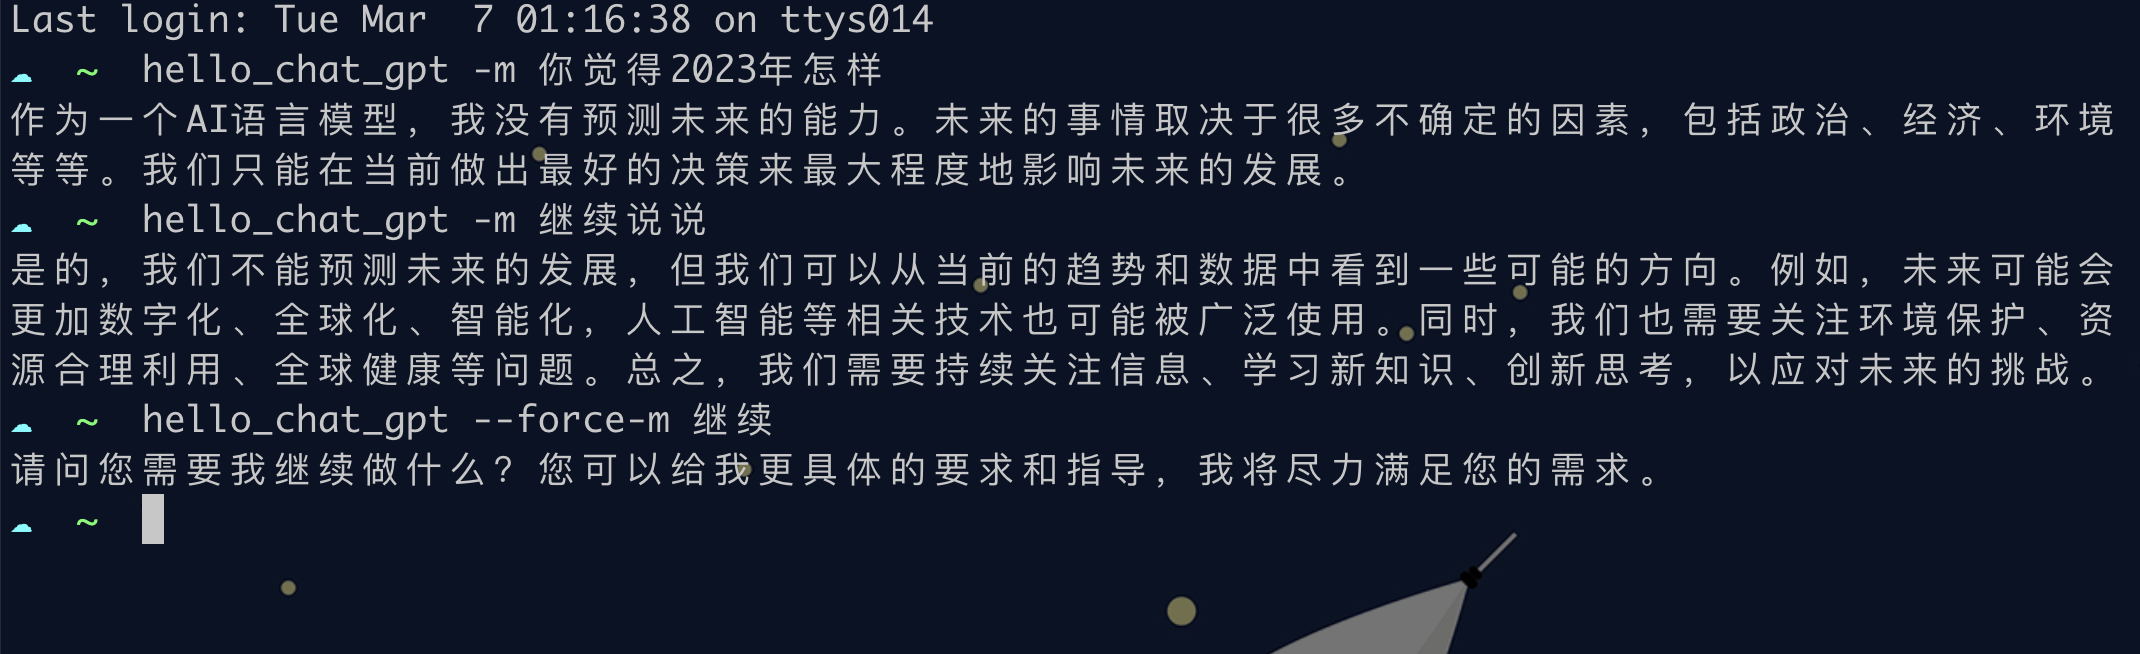 Last login: Tue Mar  7 01:16:38 on ttys014
☁  ~  hello_chat_gpt -m 你觉得2023年怎样
作为一个AI语言模型，我没有预测未来的能力。未来的事情取决于很多不确定的因素，包括政治、经济、环境
等等。我们只能在当前做出最好的决策来最大程度地影响未来的发展。
☁  ~  hello_chat_gpt -m 继续说说
是的，我们不能预测未来的发展，但我们可以从当前的趋势和数据中看到一些可能的方向。例如，未来可能会
更加数字化、全球化、智能化，人工智能等相关技术也可能被广泛使用。同时，我们也需要关注环境保护、资
源合理利用、全球健康等问题。总之，我们需要持续关注信息、学习新知识、创新思考，以应对未来的挑战。
☁  ~  hello_chat_gpt --force-m 继续
请问您需要我继续做什么？您可以给我更具体的要求和指导，我将尽力满足您的需求。
☁  ~